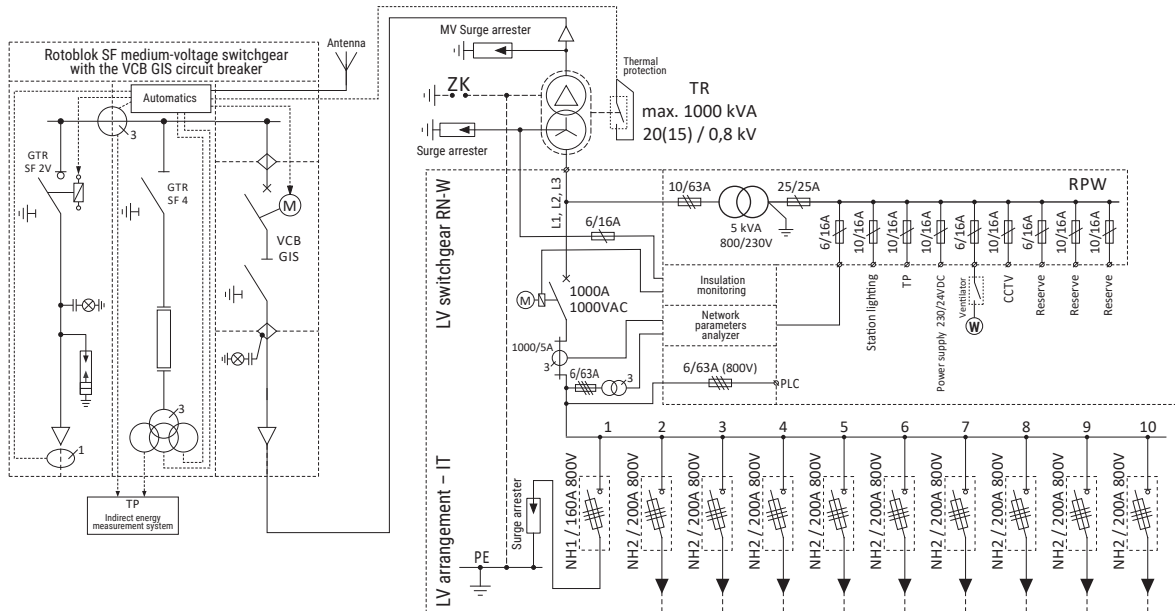 Rotoblok SF medium-voltage switchgear
with the VCB GIS circuit breaker
Antenna
Automatics
3
GTR
SF 2V
GTR
SF 4
M
VCB
GIS
3
1
TP
Indirect energy
measurement system
MV Surge arrester
ZK
Surge arrester
Thermal
protection
TR
max. 1000 kVA
20(15) / 0,8 kV
LV switchgear RN-W
L1, L2, L3
10/63A
25/25A
RPW
5 kVA
800/230V
6/16A
6/16A
10/16A
10/16A
10/16A
6/16A
10/16A
6/16A
10/16A
10/16A
Station lighting
TP
Power supply 230/24VDC
Ventilator
W
CCTV
Reserve
Reserve
Reserve
Insulation
monitoring
M
1000A
1000VAC
Network
parameters
analyzer
1000/5A
3
6/63A
3
6/63A (800V)
PLC
LV arrangement – IT
PE
Surge arrester
1
2
3
4
5
6
7
8
9
10
NH1 / 160A 800V
NH2 / 200A 800V
NH2 / 200A 800V
NH2 / 200A 800V
NH2 / 200A 800V
NH2 / 200A 800V
NH2 / 200A 800V
NH2 / 200A 800V
NH2 / 200A 800V
NH2 / 200A 800V